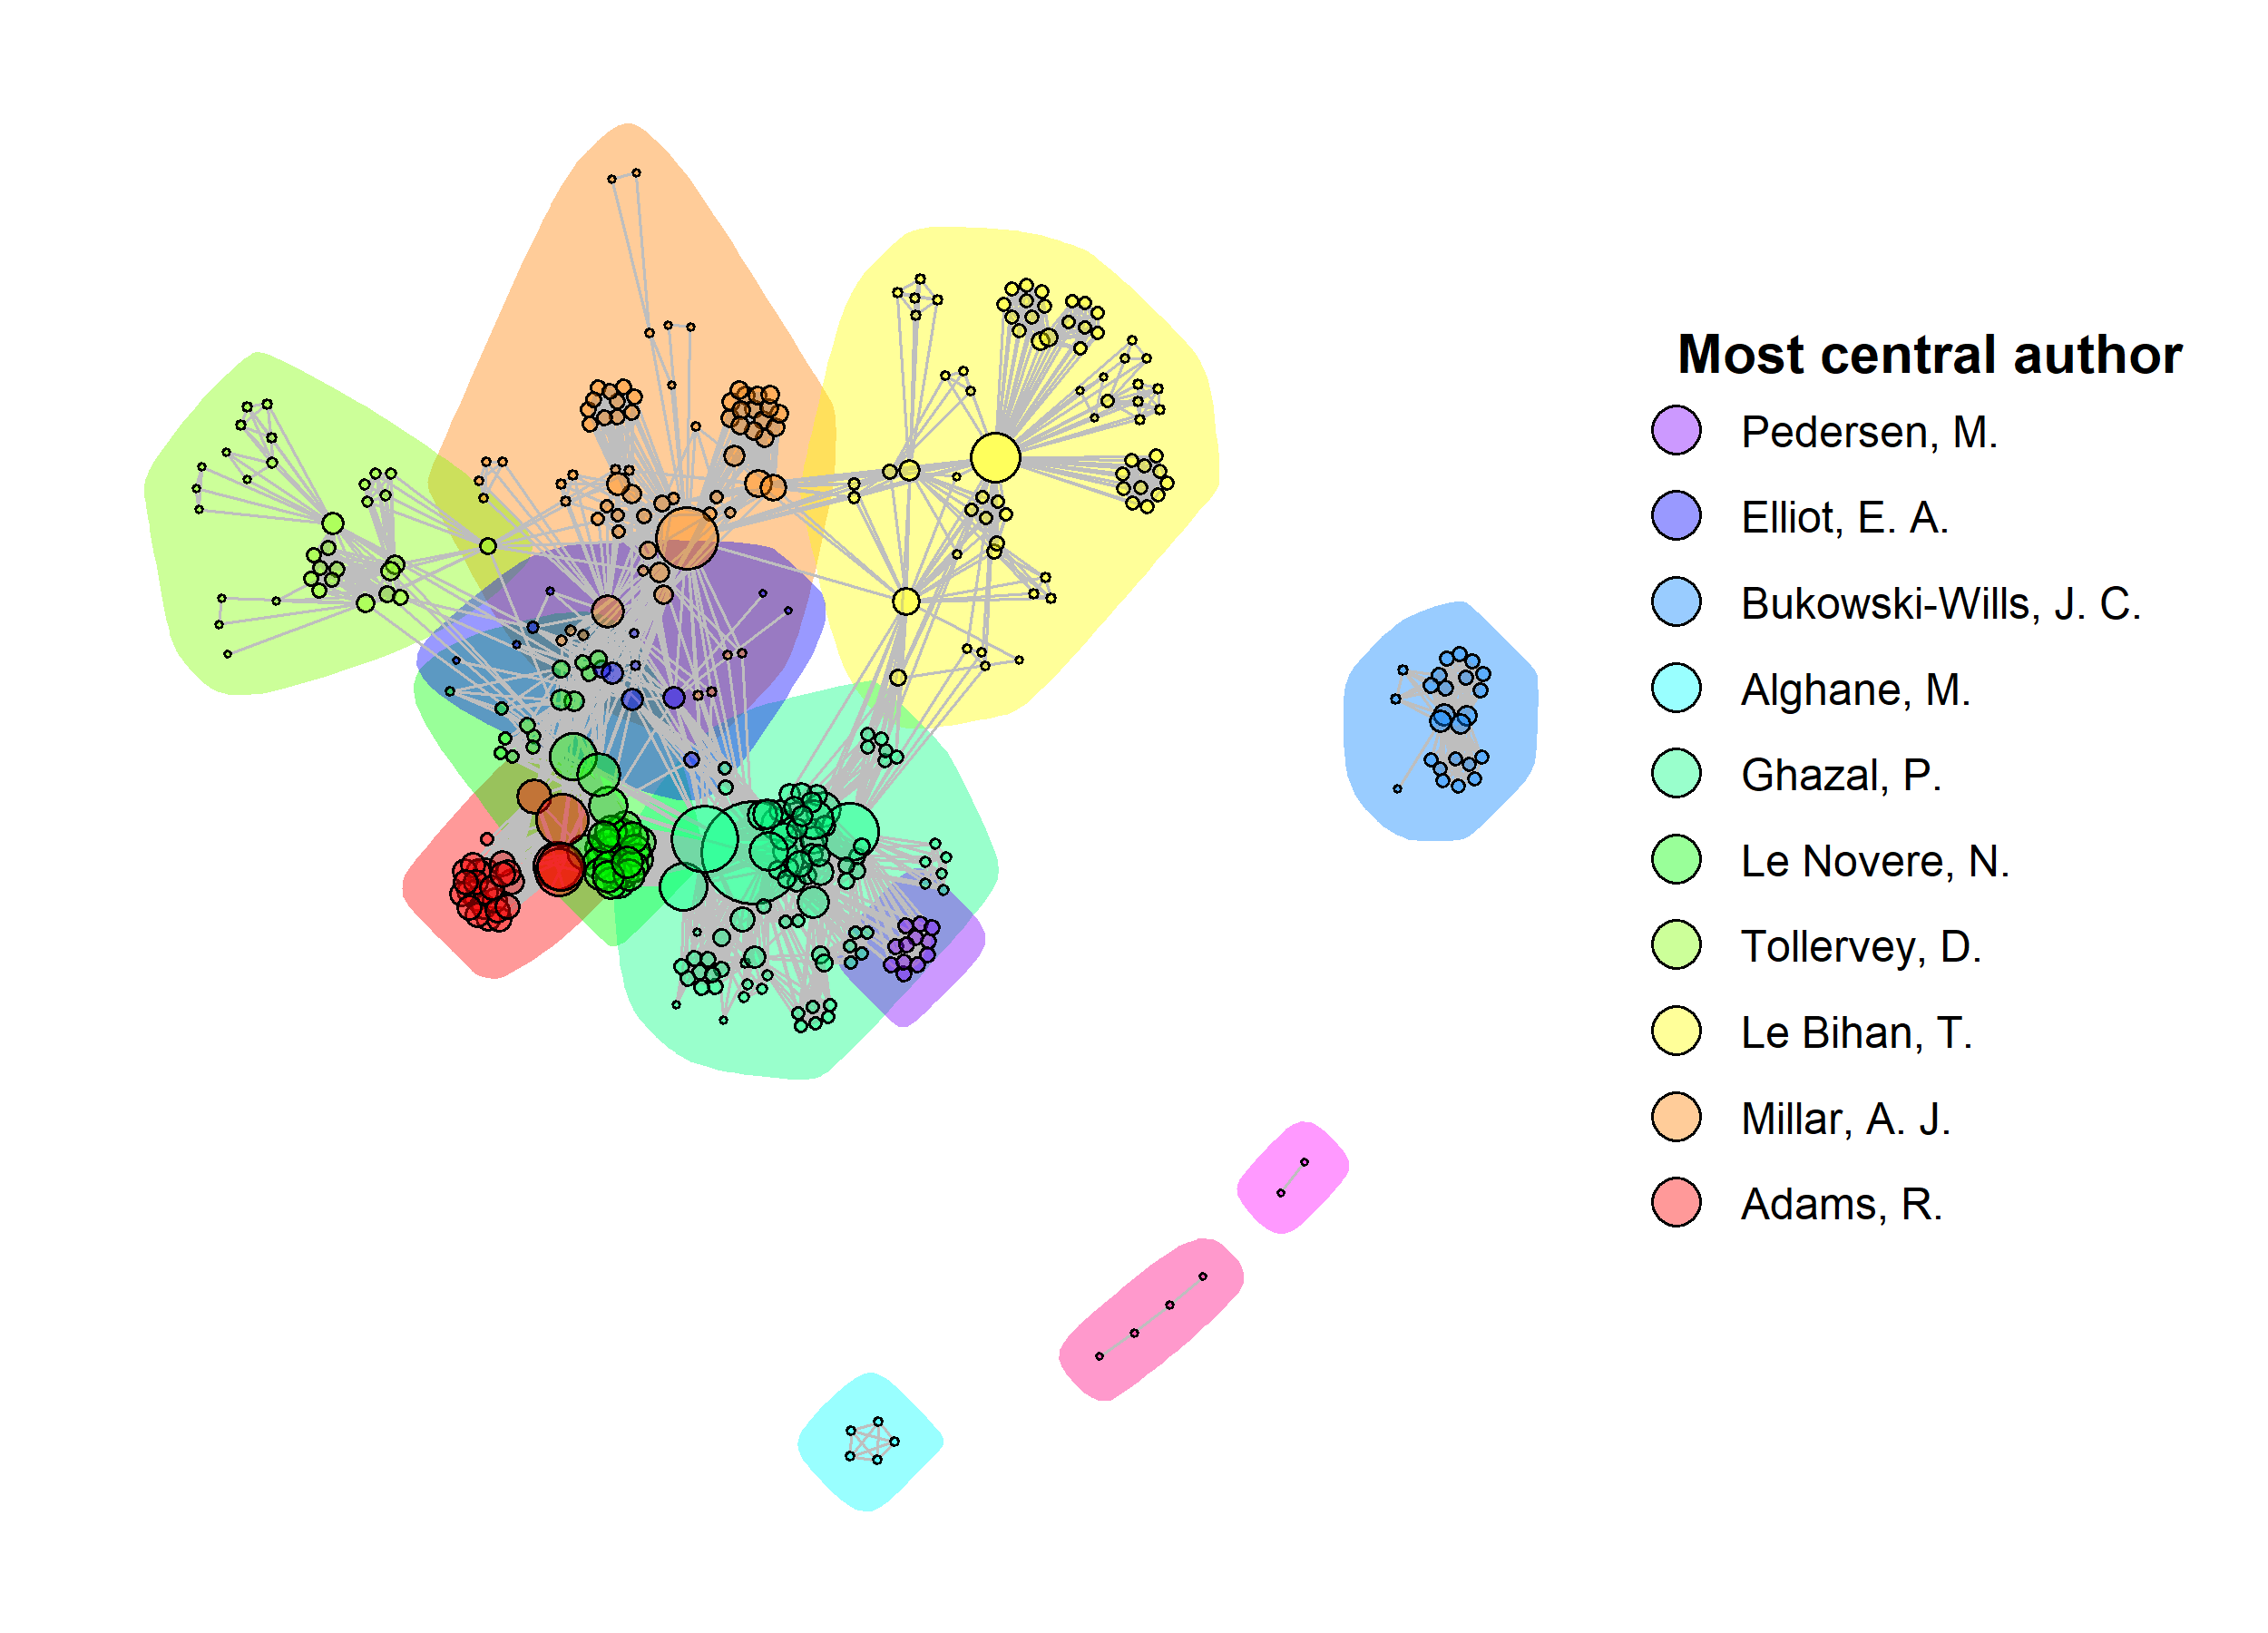 Most central author
Pedersen, M.
Elliot, E. A.
Bukowski-Wills, J. C.
Alghane, M.
Ghazal, P.
Le Novere, N.
Tollervey, D.
Le Bihan, T.
Millar, A. J.
Adams, R.